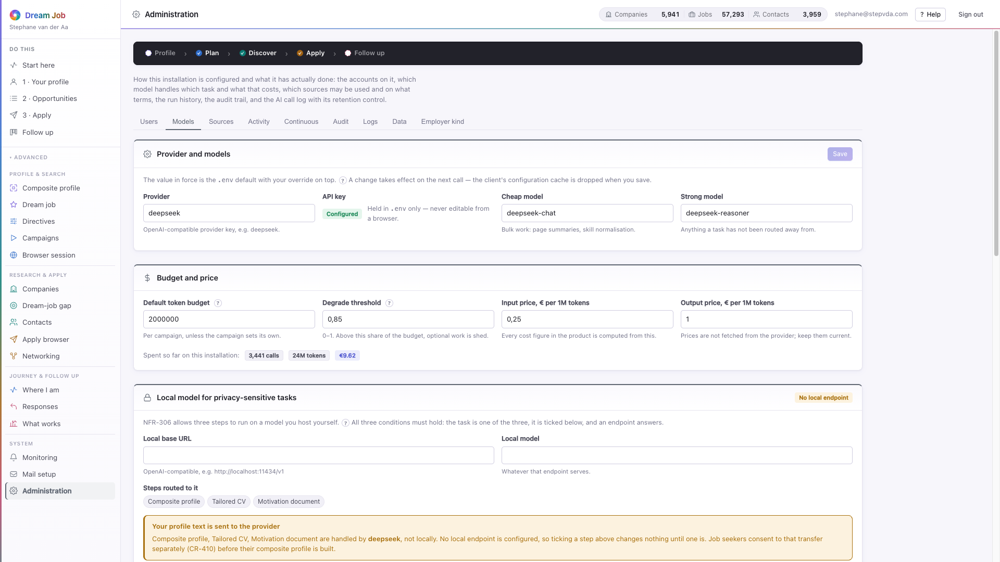 Dream Job
Stephane van der Aa
DO THIS
Start here
1 · Your profile
2 · Opportunities
3 · Apply
Follow up
ADVANCED
PROFILE & SEARCH
Composite profile
Dream job
Directives
Campaigns
Browser session
RESEARCH & APPLY
Companies
Dream-job gap
Contacts
Apply browser
Networking
JOURNEY & FOLLOW UP
Where I am
Responses
What works
SYSTEM
Monitoring
Mail setup
Administration
Administration
Companies 5,941 Jobs 57,293 Contacts 3,959
stephane@stepvda.com
? Help
Sign out
Profile › Plan › Discover › Apply › Follow up
How this installation is configured and what it has actually done: the accounts on it, which
model handles which task and what that costs, which sources may be used and on what
terms, the run history, the audit trail, and the AI call log with its retention control.
Users Models Sources Activity Continuous Audit Logs Data Employer kind
Provider and models
Save
The value in force is the .env default with your override on top. ? A change takes effect on the next call — the client's configuration cache is dropped when you save.
Provider API key Cheap model Strong model
deepseek
Configured
Held in .env only — never editable from
a browser.
deepseek-chat
deepseek-reasoner
OpenAI-compatible provider key, e.g. deepseek.
Bulk work: page summaries, skill normalisation.
Anything a task has not been routed away from.
Budget and price
Default token budget ? Degrade threshold ? Input price, € per 1M tokens Output price, € per 1M tokens
2000000 0,85 0,25 1
Per campaign, unless the campaign sets its own.
0–1. Above this share of the budget, optional work is shed.
Every cost figure in the product is computed from this.
Prices are not fetched from the provider; keep them current.
Spent so far on this installation: 3,441 calls 24M tokens €9.62
Local model for privacy-sensitive tasks
No local endpoint
NFR-306 allows three steps to run on a model you host yourself. ? All three conditions must hold: the task is one of the three, it is ticked below, and an endpoint answers.
Local base URL Local model
OpenAI-compatible, e.g. http://localhost:11434/v1
Whatever that endpoint serves.
Steps routed to it
Composite profile Tailored CV Motivation document
Your profile text is sent to the provider
Composite profile, Tailored CV, Motivation document are handled by deepseek, not locally. No local endpoint is configured, so ticking a step above changes nothing until one is. Job seekers consent to that transfer
separately (CR-410) before their composite profile is built.